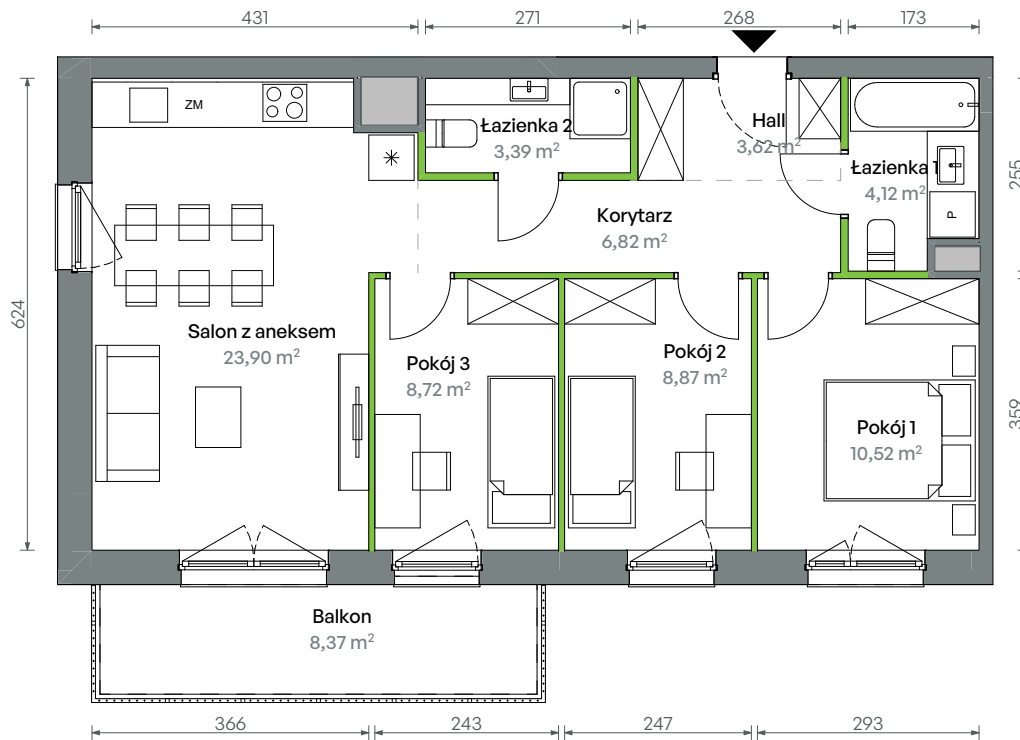 431
271
268
173
ZM
Łazienka 2
3,39 m²
Hall
3,62 m²
Łazienka 1
4,12 m²
P
255
Korytarz
6,82 m²
624
Salon z aneksem
23,90 m²
Pokój 3
8,72 m²
Pokój 2
8,87 m²
Pokój 1
10,52 m²
359
Balkon
8,37 m²
366
243
247
293